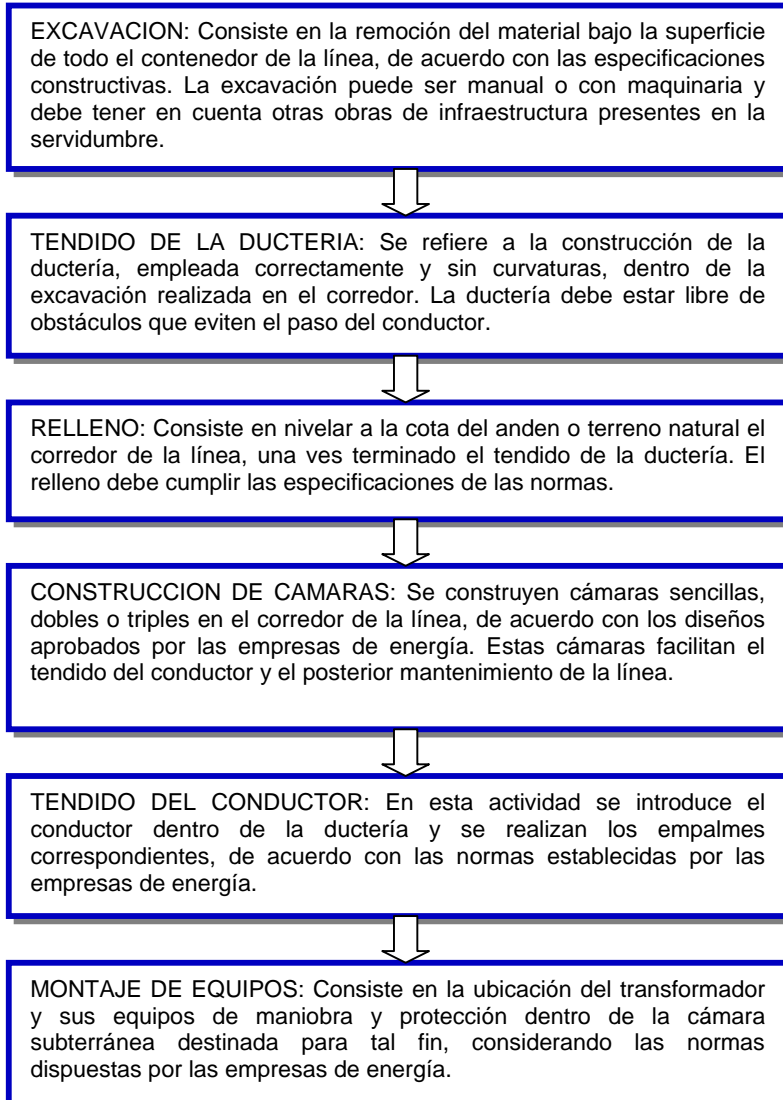 EXCAVACION: Consiste en la remoción del material bajo la superficie
de todo el contenedor de la línea, de acuerdo con las especificaciones
constructivas. La excavación puede ser manual o con maquinaria y
debe tener en cuenta otras obras de infraestructura presentes en la
servidumbre.
TENDIDO DE LA DUCTERIA: Se refiere a la construcción de la
ductería, empleada correctamente y sin curvaturas, dentro de la
excavación realizada en el corredor. La ductería debe estar libre de
obstáculos que eviten el paso del conductor.
RELLENO: Consiste en nivelar a la cota del anden o terreno natural el
corredor de la línea, una ves terminado el tendido de la ductería. El
relleno debe cumplir las especificaciones de las normas.
CONSTRUCCION DE CAMARAS: Se construyen cámaras sencillas,
dobles o triples en el corredor de la línea, de acuerdo con los diseños
aprobados por las empresas de energía. Estas cámaras facilitan el
tendido del conductor y el posterior mantenimiento de la línea.
TENDIDO DEL CONDUCTOR: En esta actividad se introduce el
conductor dentro de la ductería y se realizan los empalmes
correspondientes, de acuerdo con las normas establecidas por las
empresas de energía.
MONTAJE DE EQUIPOS: Consiste en la ubicación del transformador
y sus equipos de maniobra y protección dentro de la cámara
subterránea destinada para tal fin, considerando las normas
dispuestas por las empresas de energía.